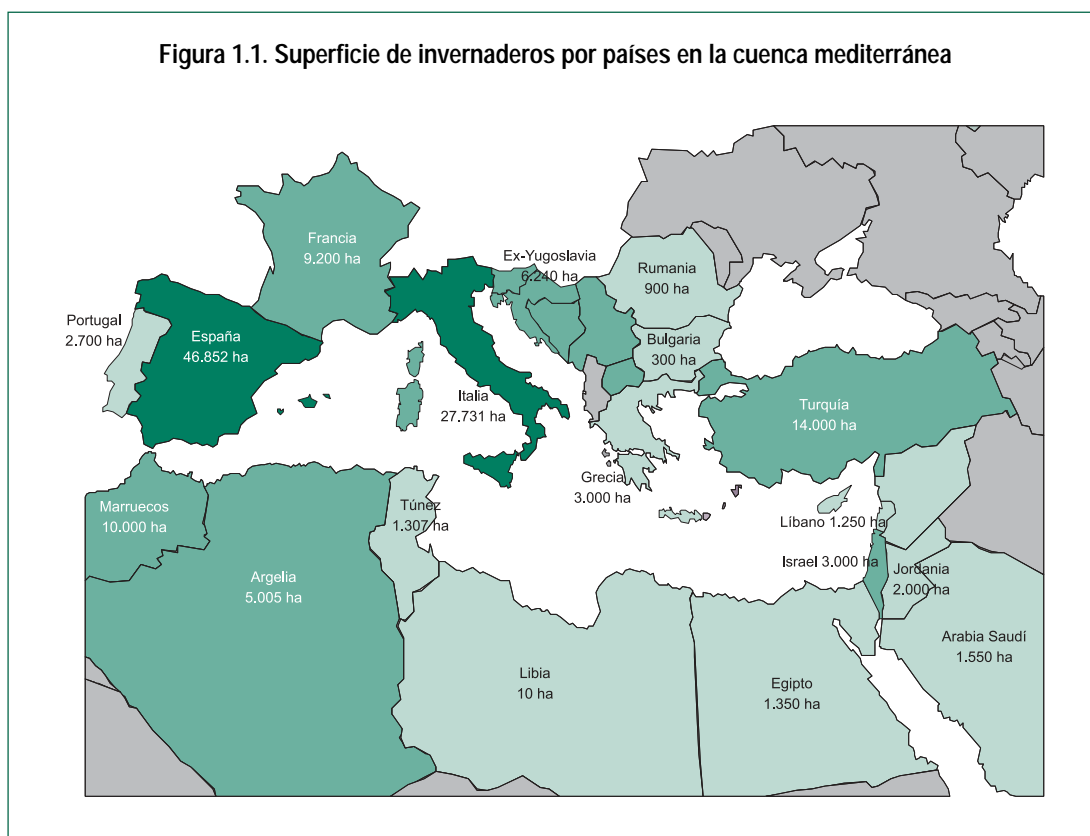 Figura 1.1. Superficie de invernaderos por países en la cuenca mediterránea
Francia
9.200 ha
Ex-Yugoslavia
6.240 ha
Rumania
900 ha
Portugal
2.700 ha
España
46.852 ha
Bulgaria
300 ha
Italia
27.731 ha
Turquía
14.000 ha
Grecia
3.000 ha
Marruecos
10.000 ha
Túnez
1.307 ha
Líbano 1.250 ha
Israel 3.000 ha
Jordania
2.000 ha
Argelia
5.005 ha
Arabia Saudí
1.550 ha
Libia
10 ha
Egipto
1.350 ha